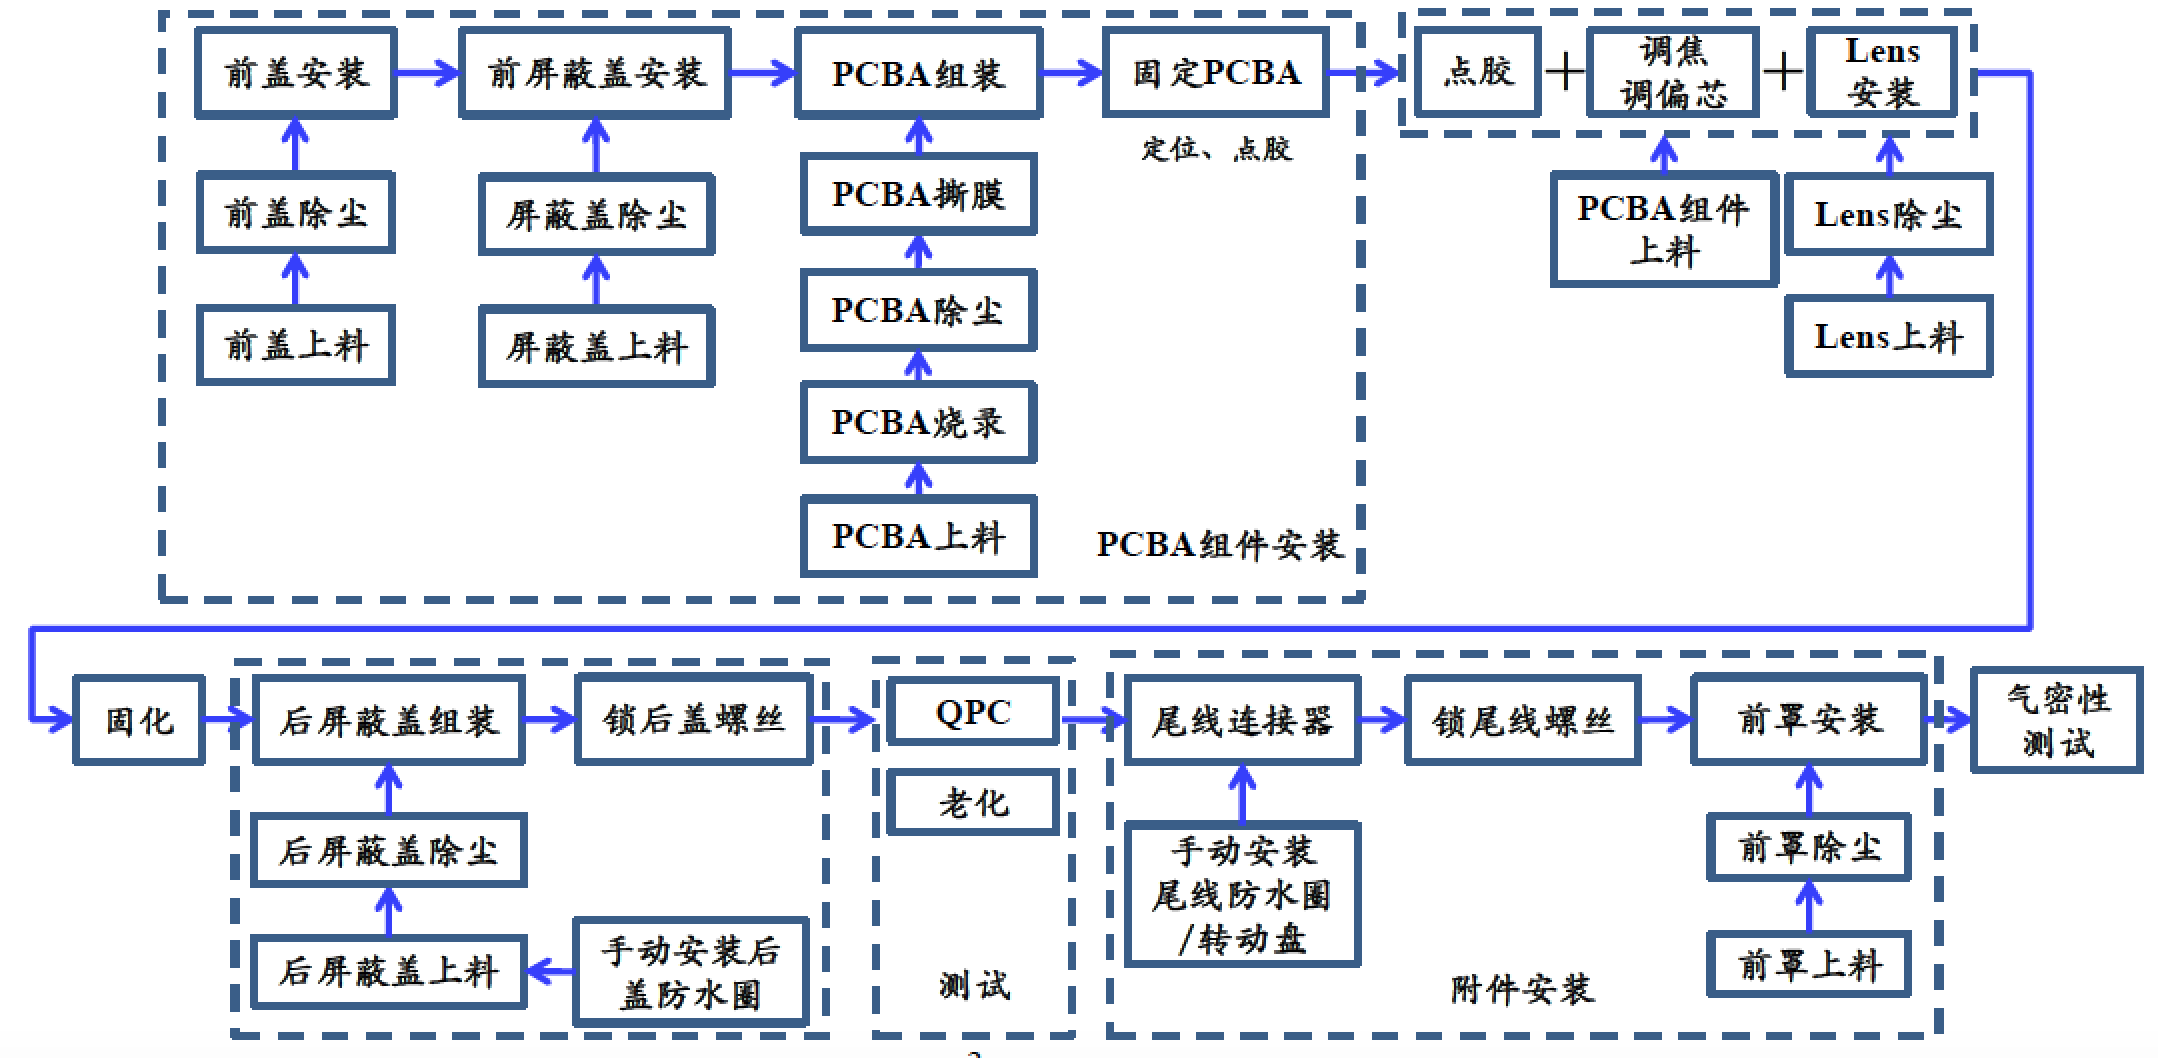 前盖安装
前屏蔽盖安装
PCBA组装
固定PCBA
点胶
+
调焦
调偏芯
+
Lens
安装
定位、点胶
前盖除尘
屏蔽盖除尘
PCBA撕膜
PCBA组件
上料
Lens除尘
前盖上料
屏蔽盖上料
PCBA除尘
Lens上料
PCBA烧录
PCBA上料
PCBA组件安装
固化
后屏蔽盖组装
锁后盖螺丝
QPC
老化
尾线连接器
锁尾线螺丝
前罩安装
气密性
测试
后屏蔽盖除尘
手动安装
尾线防水圈
/转动盘
前罩除尘
后屏蔽盖上料
手动安装后
盖防水圈
测试
附件安装
前罩上料